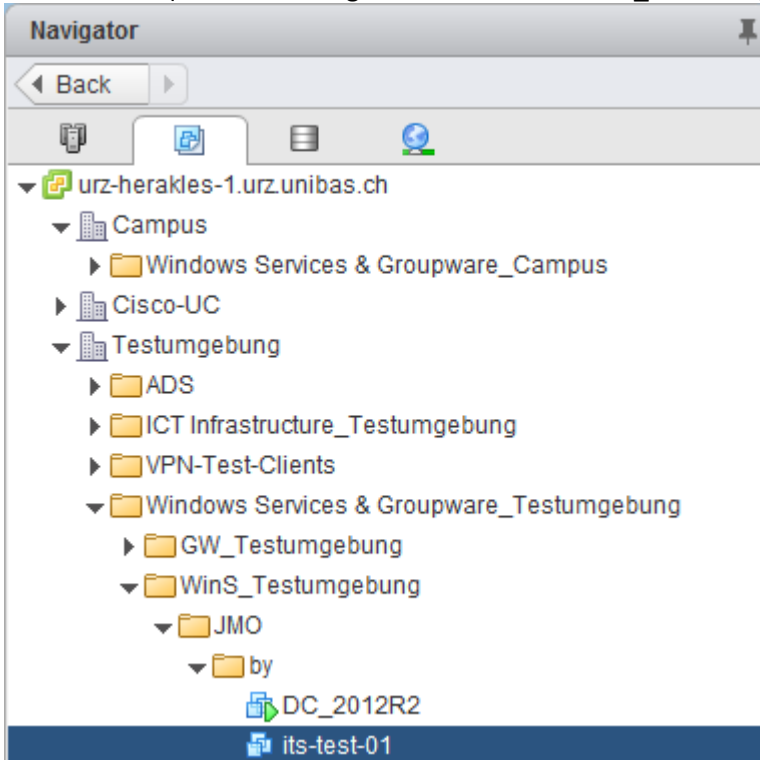 Navigator
Back
urz-herakles-1.urz.unibas.ch
Campus
Windows Services & Groupware_Campus
Cisco-UC
Testumgebung
ADS
ICT Infrastructure_Testumgebung
VPN-Test-Clients
Windows Services & Groupware_Testumgebung
GW_Testumgebung
WinS_Testumgebung
JMO
by
DC_2012R2
its-test-01